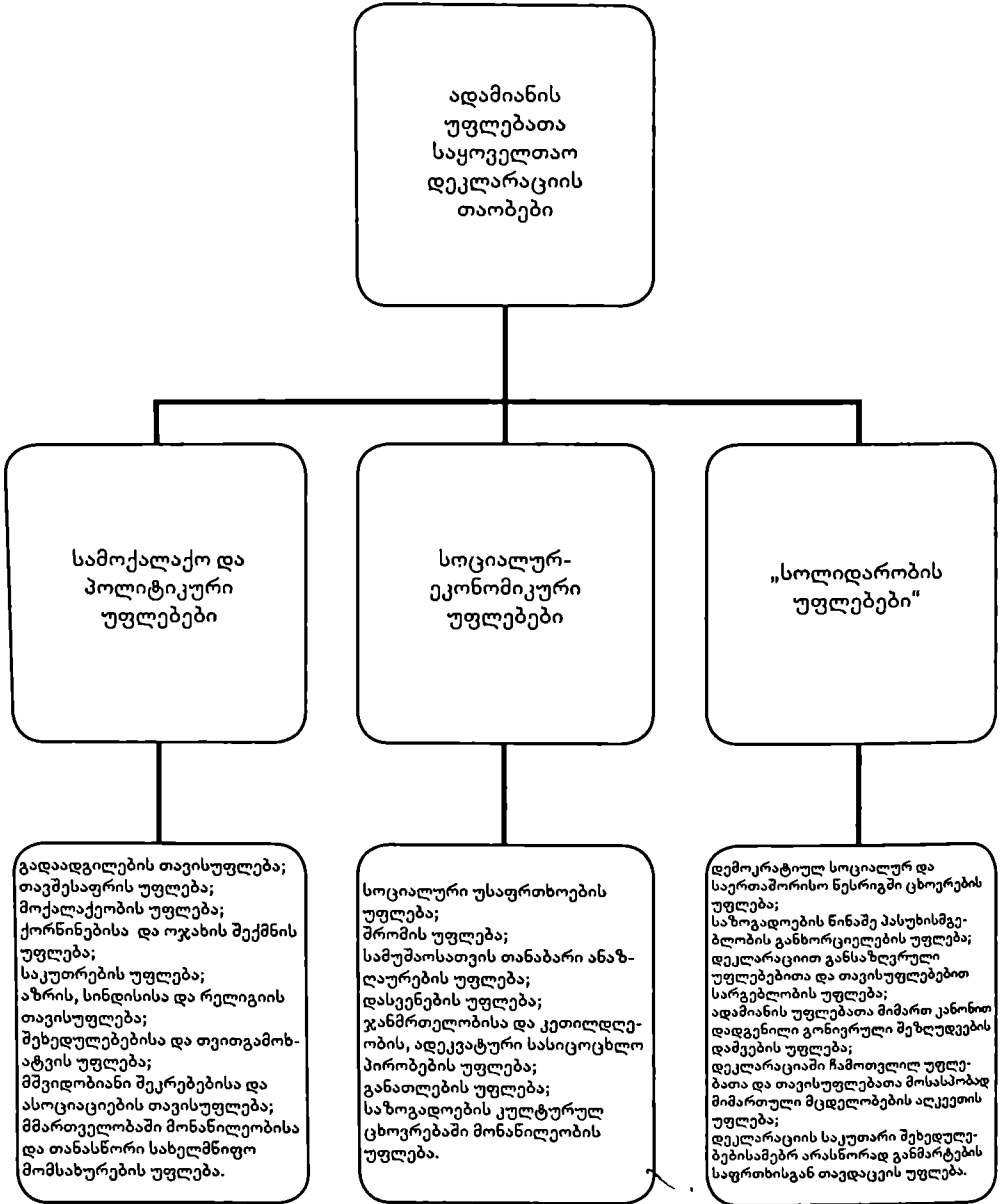 ადამიანის
უფლებათა
საყოველთაო
დეკლარაციის
თაობები
სამოქალაქო და
პოლიტიკური
უფლებები
სოციალურ-
ეკონომიკური
უფლებები
„სოლიდარობის
უფლებები“
გადაადგილების თავისუფლება;
თავშესაფრის უფლება;
მოქალაქეობის უფლება;
ქორწინებისა და ოჯახის შექმნის
უფლება;
საკუთრების უფლება;
აზრის, სინდისისა და რელიგიის
თავისუფლება;
შეხედულებებისა და თვითგამოხ-
ატვის უფლება;
მშვიდობიანი შეკრებებისა და
ასოციაციების თავისუფლება;
მმართველობაში მონანილეობისა
და თანასწორი სახელმწიფო
მომსახურების უფლება.
სოციალური უსაფრთხოების
უფლება;
შრომის უფლება;
სამუშაოსათვის თანაბარი ანაზ-
ღაურების უფლება;
დასვენების უფლება;
ჯანმრთელობისა და კეთილდღე-
ობის, ადეკვატური სასიცოცხლო
პირობების უფლება;
განათლების უფლება;
საზოგადოების კულტურულ
ცხოვრებაში მონანილეობის
უფლება.
დემოკრატიულ სოციალურ და
საერთაშორისო წესრიგში ცხოერების
უფლება;
საზოგადოების წინაშე პასუხისმგე-
ბლობის განხორციელების უფლება;
დეკლარაციით განსაზღვრული
უფლებებითა და თავისუფლებებით
სარგებლობის უფლება;
ადამიანის უფლებათა მიმართ კანონით
დადგენილი გონივრული შეზღუდვების
დაშვების უფლება;
დეკლარაციაში ჩამოთვლილ უფლე-
ბათა და თავისუფლებათა მოსასპობად
მიმართული მცდელობების აღკვეთის
უფლება;
დეკლარაციის საკუთარი შეხედულე-
ბებისამებრ არასწორად განმარტების
საფრთხისგან თავდაცვის უფლება.